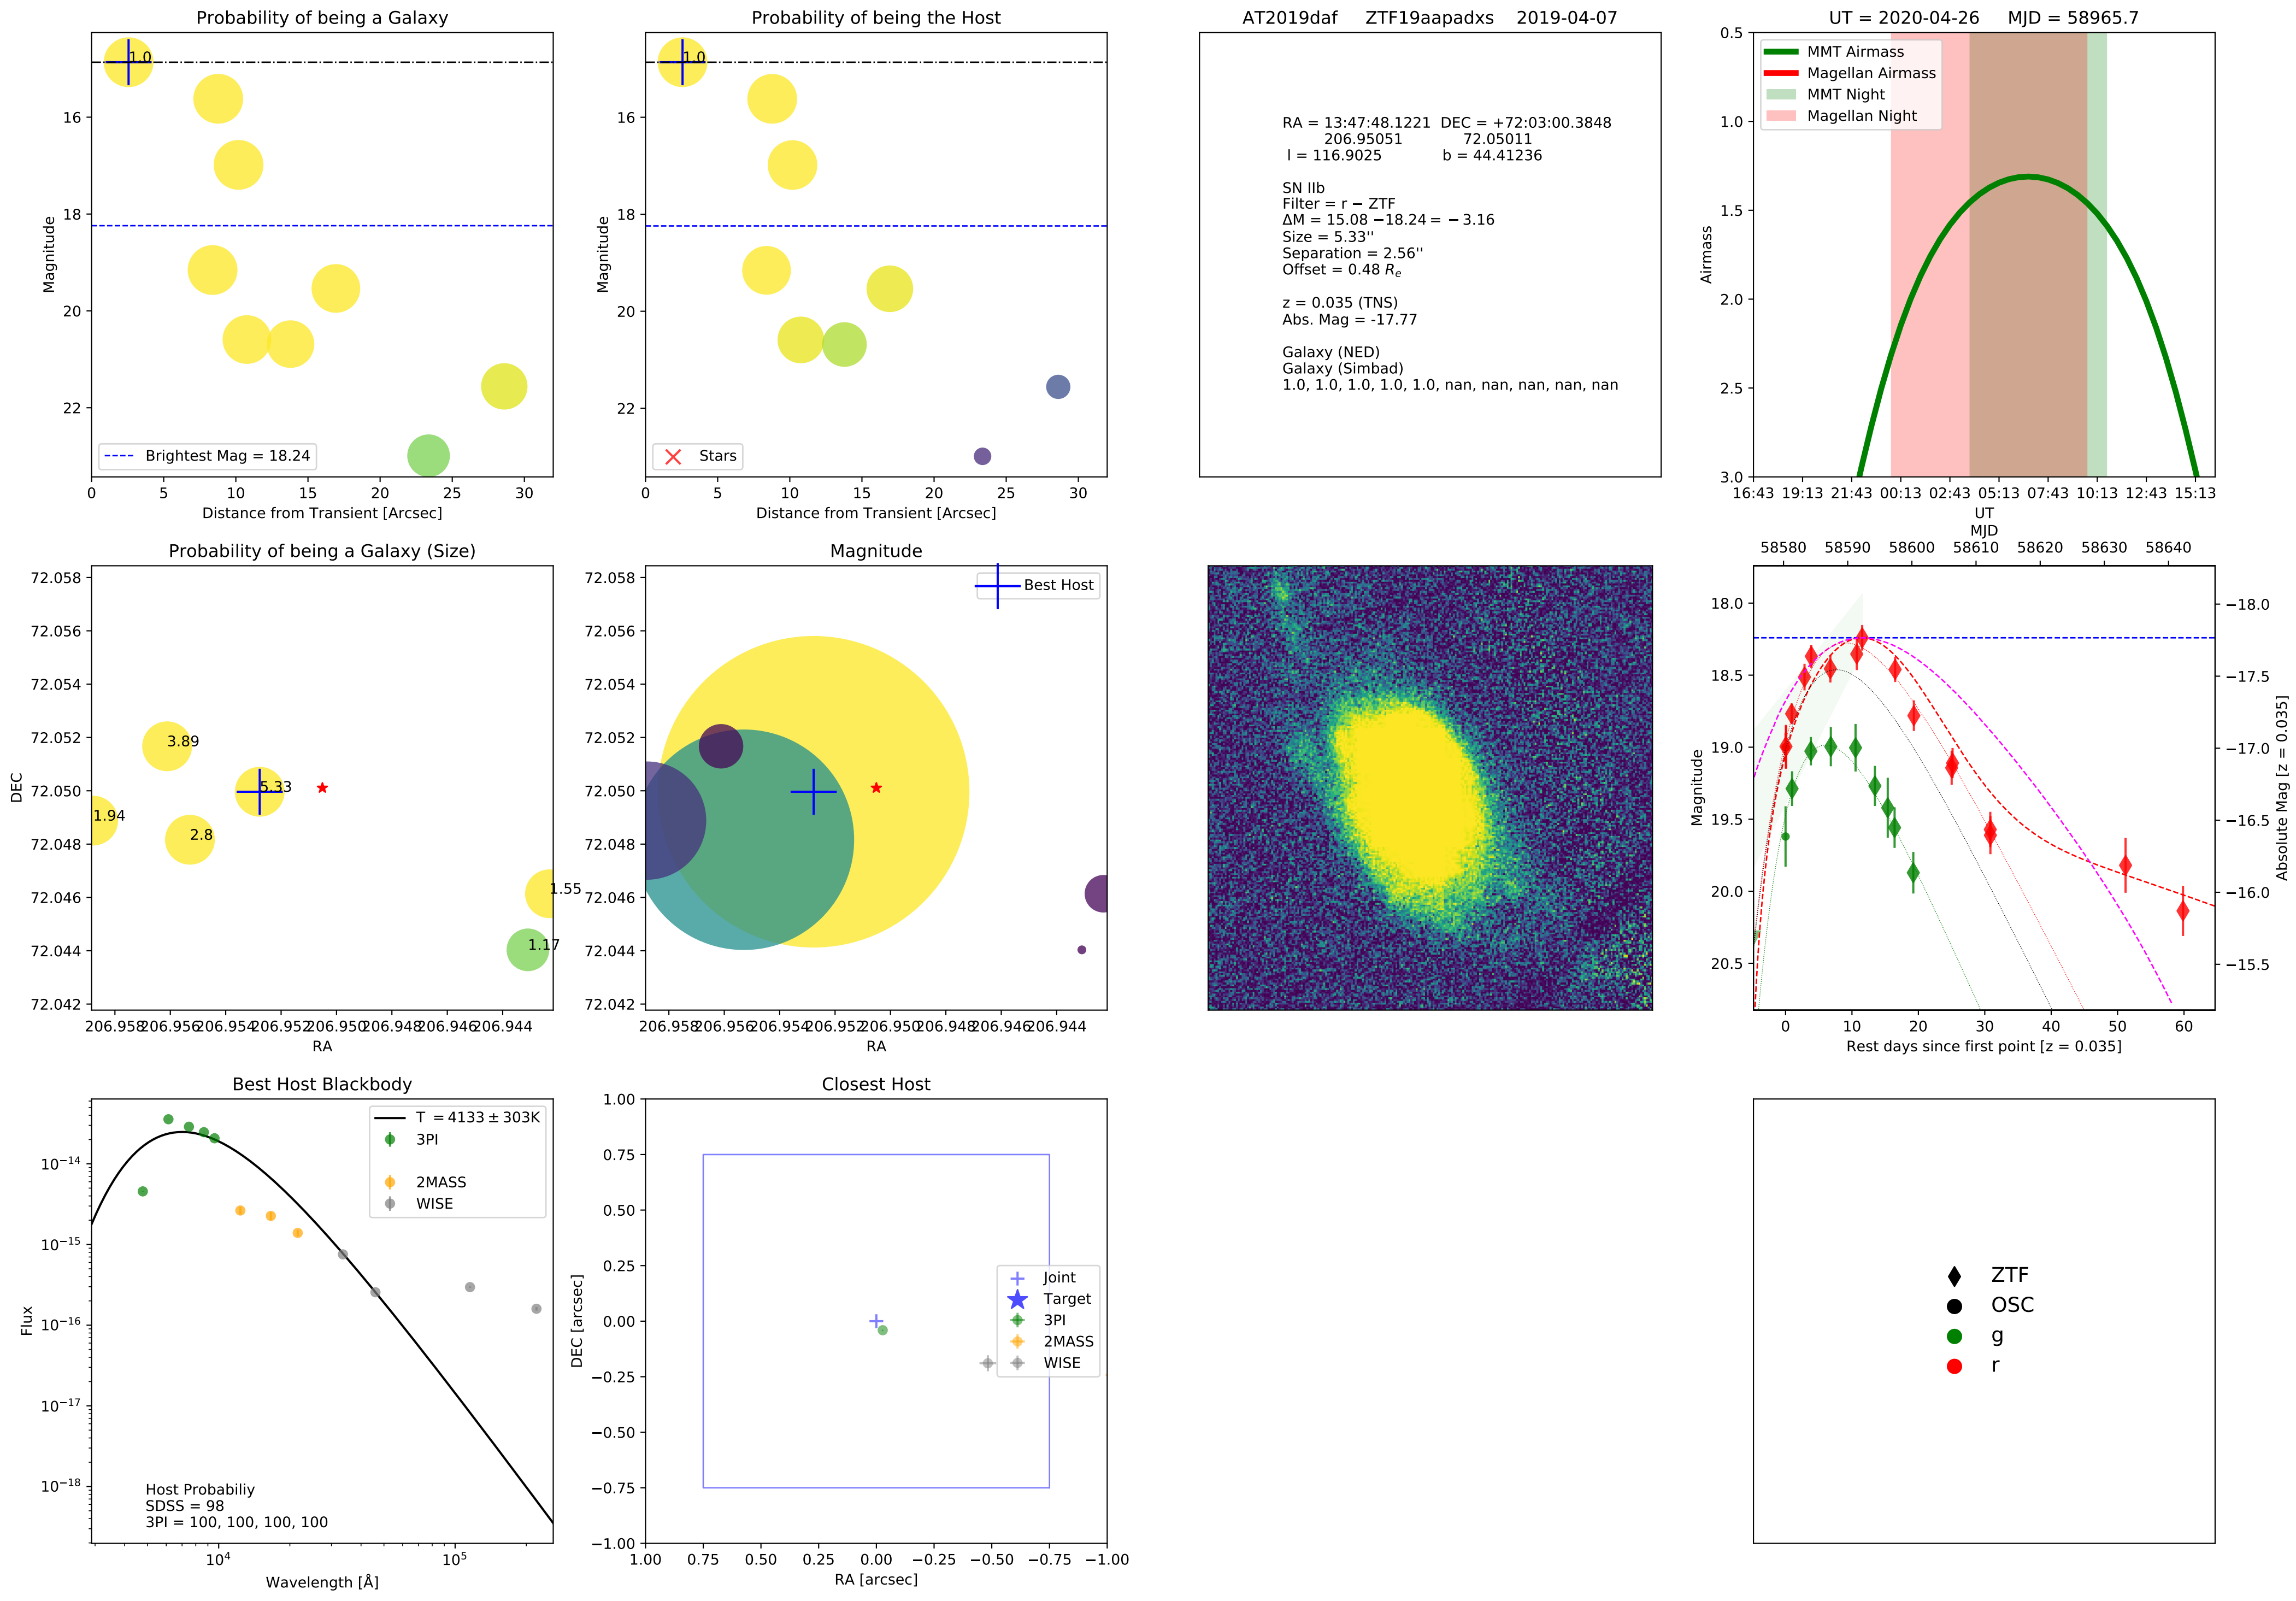 Probability of being a Galaxy
1.0
16
18
20
22
Magnitude
Brightest Mag = 18.24
0 5 10 15 20 25 30
Distance from Transient [Arcsec]
Probability of being the Host
1.0
16
18
20
22
Magnitude
Stars
0 5 10 15 20 25 30
Distance from Transient [Arcsec]
AT2019daf ZTF19aapadxs 2019-04-07
RA = 13:47:48.1221 DEC = +72:03:00.3848
206.95051 72.05011
l = 116.9025 b = 44.41236
SN IIb
Filter = r − ZTF
ΔM = 15.08 −18.24 = −3.16
Size = 5.33''
Separation = 2.56''
Offset = 0.48 Re
z = 0.035 (TNS)
Abs. Mag = -17.77
Galaxy (NED)
Galaxy (Simbad)
1.0, 1.0, 1.0, 1.0, 1.0, nan, nan, nan, nan, nan
UT = 2020-04-26 MJD = 58965.7
MMT Airmass
Magellan Airmass
MMT Night
Magellan Night
0.5
1.0
1.5
2.0
2.5
3.0
Airmass
16:43 19:13 21:43 00:13 02:43 05:13 07:43 10:13 12:43 15:13
UT
Probability of being a Galaxy (Size)
72.058
72.056
72.054
72.052
72.050
72.048
72.046
72.044
72.042
DEC
3.89
5.33
1.94
2.8
1.55
1.17
206.958 206.956 206.954 206.952 206.950 206.948 206.946 206.944
RA
Magnitude
Best Host
72.058
72.056
72.054
72.052
72.050
72.048
72.046
72.044
72.042
206.958 206.956 206.954 206.952 206.950 206.948 206.946 206.944
RA
MJD
58580 58590 58600 58610 58620 58630 58640
18.0
18.5
19.0
19.5
20.0
20.5
Magnitude
−18.0
−17.5
−17.0
−16.5
−16.0
−15.5
Absolute Mag [z = 0.035]
0 10 20 30 40 50 60
Rest days since first point [z = 0.035]
Best Host Blackbody
T = 4133 ± 303K
3PI
2MASS
WISE
10−14
10−15
10−16
10−17
10−18
Flux
Host Probabiliy
SDSS = 98
3PI = 100, 100, 100, 100
104 105
Wavelength [Å]
Closest Host
1.00
0.75
0.50
0.25
0.00
−0.25
−0.50
−0.75
−1.00
DEC [arcsec]
Joint
Target
3PI
2MASS
WISE
1.00 0.75 0.50 0.25 0.00 −0.25 −0.50 −0.75 −1.00
RA [arcsec]
ZTF
OSC
g
r